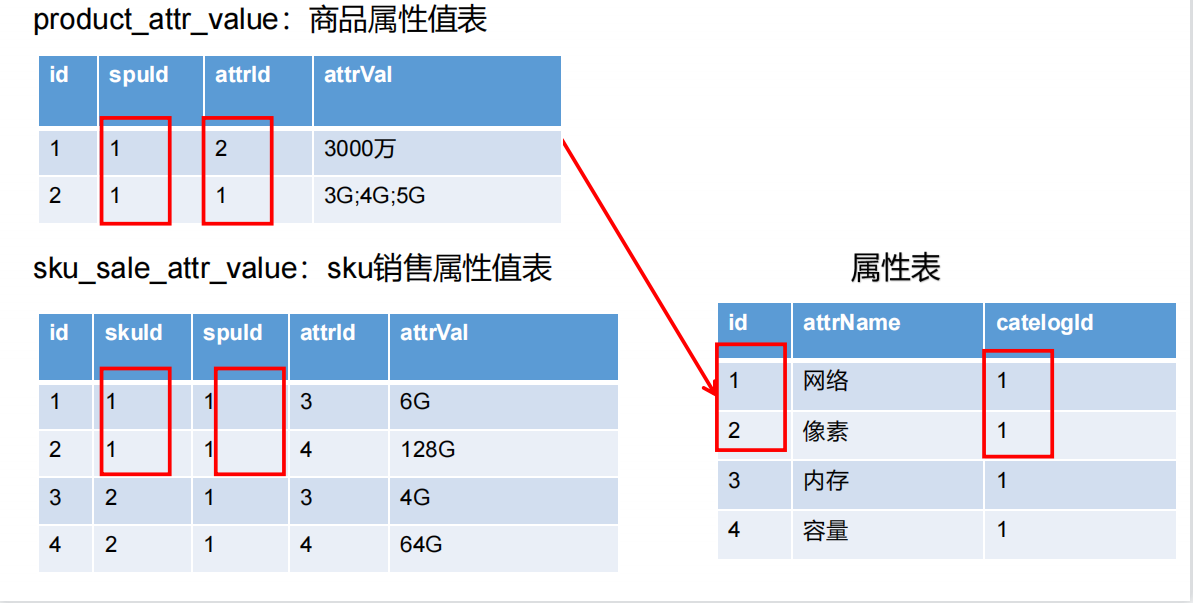 product_attr_value：商品属性值表
id spuId attrId attrVal
1 1 2 3000万
2 1 1 3G;4G;5G
sku_sale_attr_value：sku销售属性值表
id skuId spuId attrId attrVal
1 1 1 3 6G
2 1 1 4 128G
3 2 1 3 4G
4 2 1 4 64G
属性表
id attrName catelogId
1 网络 1
2 像素 1
3 内存 1
4 容量 1